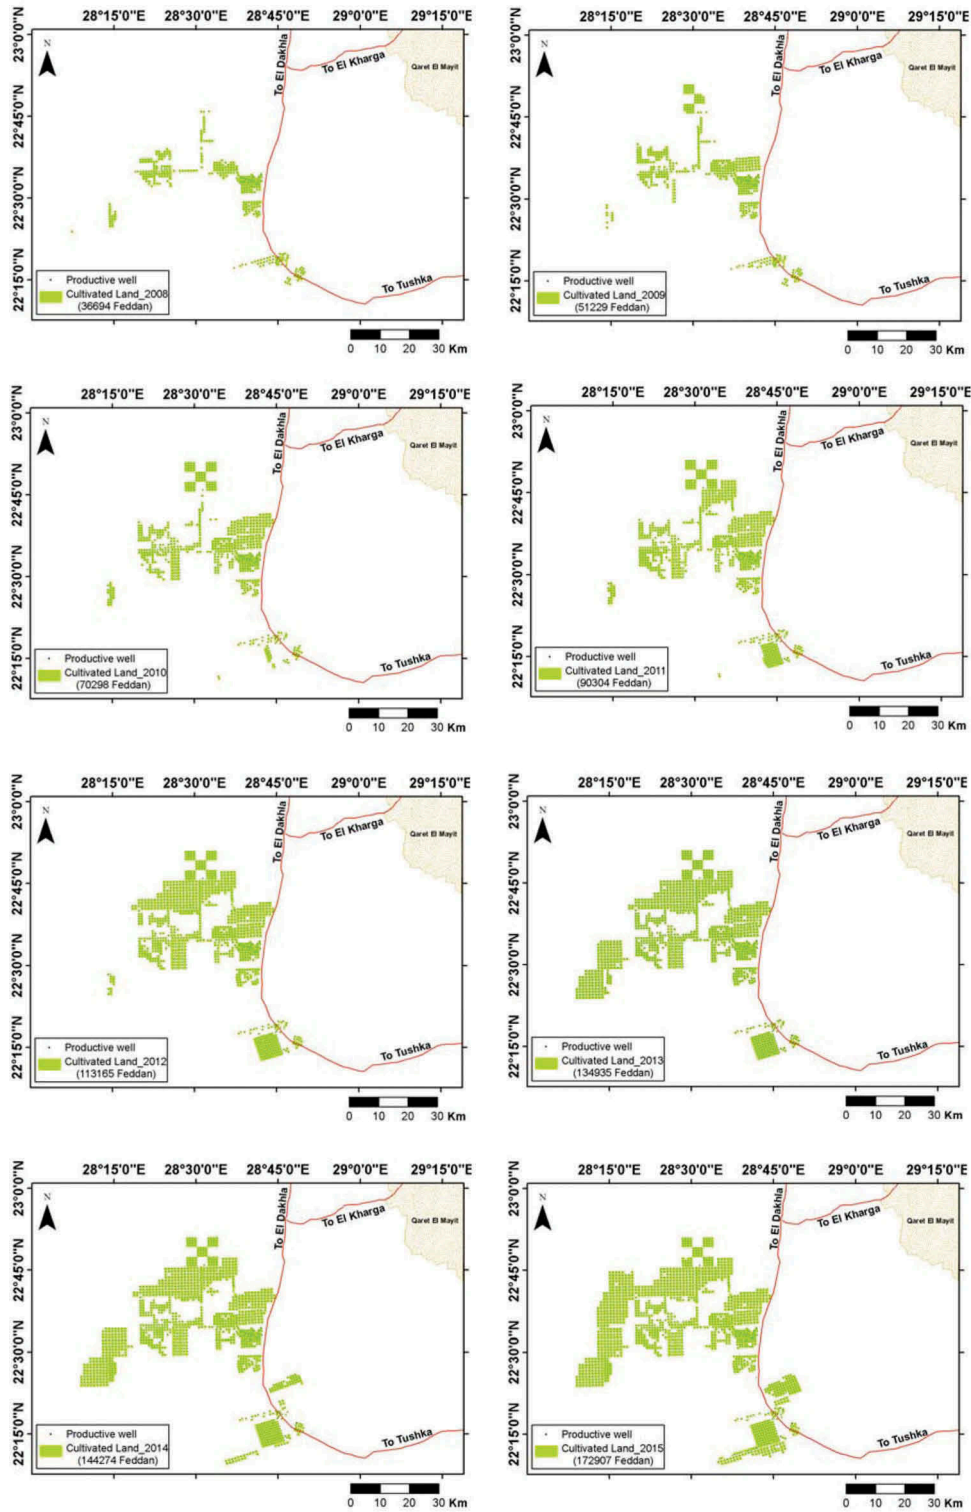 28°15'0"E 28°30'0"E 28°45'0"E 29°0'0"E 29°15'0"E
23°0'0"N
22°45'0"N
22°30'0"N
22°15'0"N
N
To El Dakhla
To El Kharga
Qaret El Mayit
To Tushka
Productive well
Cultivated Land_2008
(36694 Feddan)
0 10 20 30 Km
28°15'0"E 28°30'0"E 28°45'0"E 29°0'0"E 29°15'0"E
23°0'0"N
22°45'0"N
22°30'0"N
22°15'0"N
N
To El Dakhla
To El Kharga
Qaret El Mayit
To Tushka
Productive well
Cultivated Land_2009
(51229 Feddan)
0 10 20 30 Km
28°15'0"E 28°30'0"E 28°45'0"E 29°0'0"E 29°15'0"E
23°0'0"N
22°45'0"N
22°30'0"N
22°15'0"N
N
To El Dakhla
To El Kharga
Qaret El Mayit
To Tushka
Productive well
Cultivated Land_2010
(70298 Feddan)
0 10 20 30 Km
28°15'0"E 28°30'0"E 28°45'0"E 29°0'0"E 29°15'0"E
23°0'0"N
22°45'0"N
22°30'0"N
22°15'0"N
N
To El Dakhla
To El Kharga
Qaret El Mayit
To Tushka
Productive well
Cultivated Land_2011
(90304 Feddan)
0 10 20 30 Km
28°15'0"E 28°30'0"E 28°45'0"E 29°0'0"E 29°15'0"E
23°0'0"N
22°45'0"N
22°30'0"N
22°15'0"N
N
To El Dakhla
To El Kharga
Qaret El Mayit
To Tushka
Productive well
Cultivated Land_2012
(113165 Feddan)
0 10 20 30 Km
28°15'0"E 28°30'0"E 28°45'0"E 29°0'0"E 29°15'0"E
23°0'0"N
22°45'0"N
22°30'0"N
22°15'0"N
N
To El Dakhla
To El Kharga
Qaret El Mayit
To Tushka
Productive well
Cultivated Land_2013
(134935 Feddan)
0 10 20 30 Km
28°15'0"E 28°30'0"E 28°45'0"E 29°0'0"E 29°15'0"E
23°0'0"N
22°45'0"N
22°30'0"N
22°15'0"N
N
To El Dakhla
To El Kharga
Qaret El Mayit
To Tushka
Productive well
Cultivated Land_2014
(144274 Feddan)
0 10 20 30 Km
28°15'0"E 28°30'0"E 28°45'0"E 29°0'0"E 29°15'0"E
23°0'0"N
22°45'0"N
22°30'0"N
22°15'0"N
N
To El Dakhla
To El Kharga
Qaret El Mayit
To Tushka
Productive well
Cultivated Land_2015
(172907 Feddan)
0 10 20 30 Km